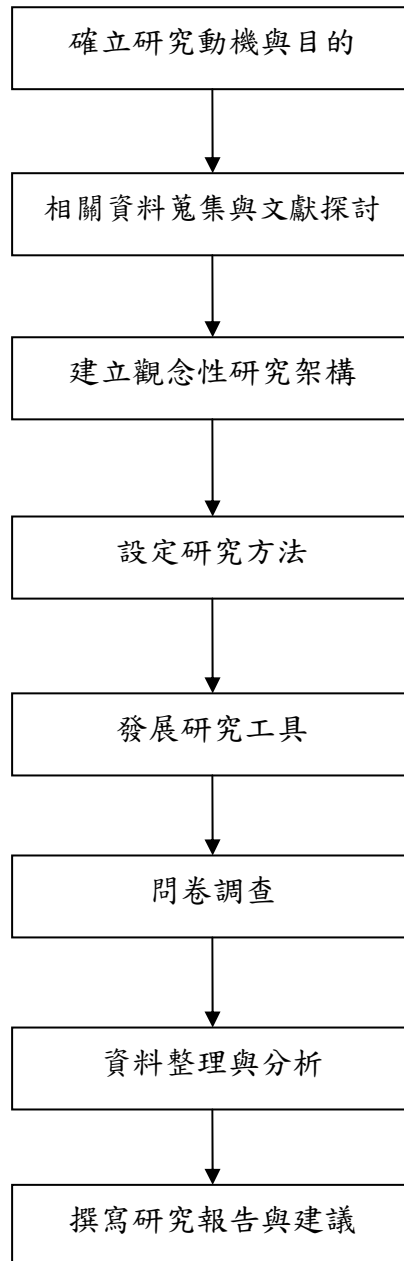 確立研究動機與目的
相關資料蒐集與文獻探討
建立觀念性研究架構
設定研究方法
發展研究工具
問卷調查
資料整理與分析
撰寫研究報告與建議